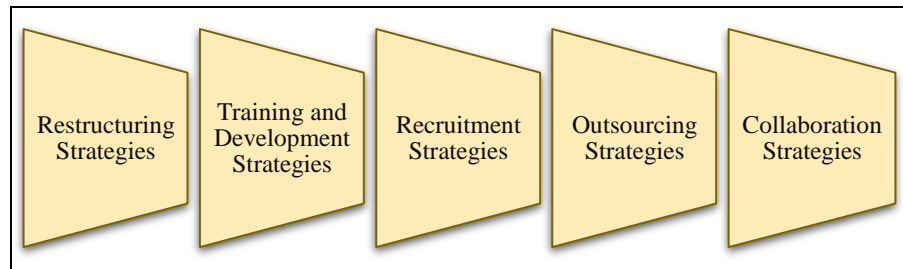 Restructuring
Strategies
Training and
Development
Strategies
Recruitment
Strategies
Outsourcing
Strategies
Collaboration
Strategies